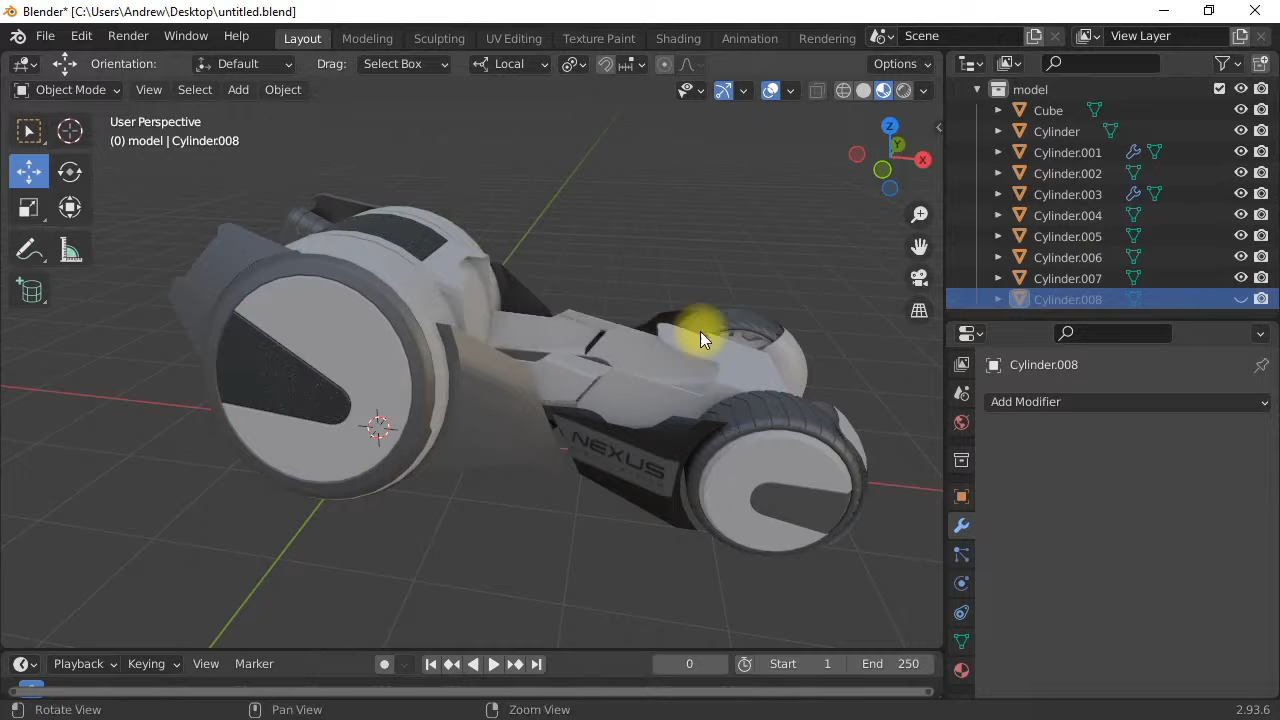 Blender* [C:\Users\Andrew\Desktop\untitled.blend]
File Edit Render Window Help Layout Modeling Sculpting UV Editing Texture Paint Shading Animation Rendering Scene View Layer
Orientation: Default Drag: Select Box Local Options
Object Mode View Select Add Object
User Perspective
(0) model | Cylinder.008
Z
Y
X
NEXUS
model
Cube
Cylinder
Cylinder.001
Cylinder.002
Cylinder.003
Cylinder.004
Cylinder.005
Cylinder.006
Cylinder.007
Cylinder.008
Cylinder.008
Add Modifier
Playback Keying View Marker 0 Start 1 End 250
Rotate View Pan View Zoom View 2.93.6